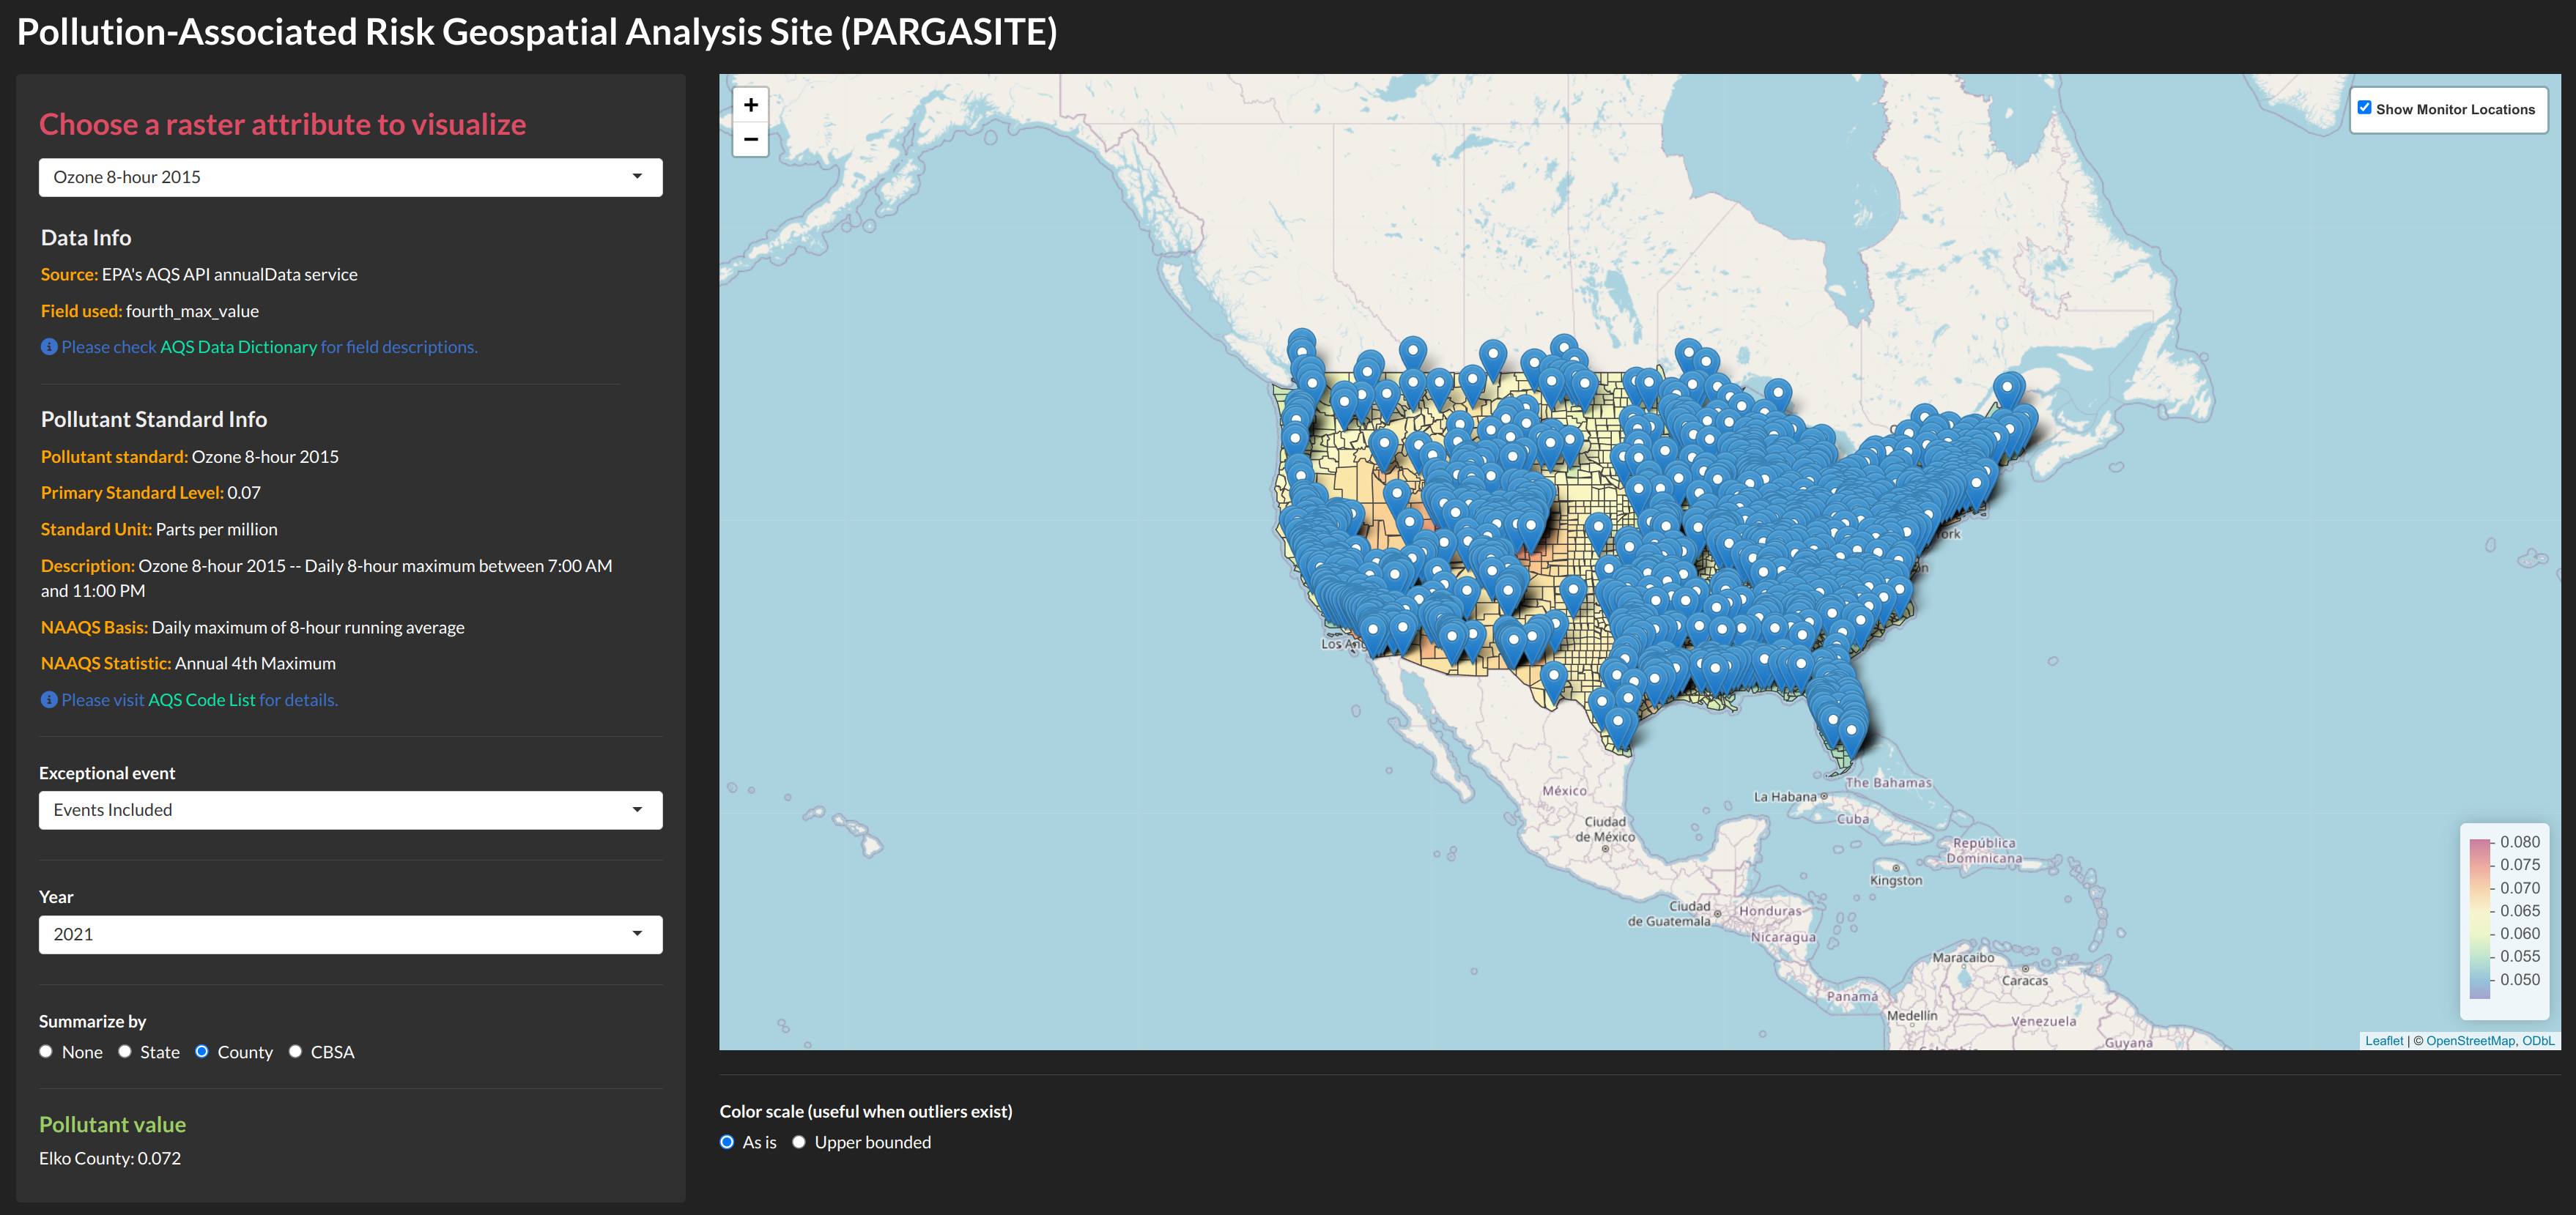 Pollution-Associated Risk Geospatial Analysis Site (PARGASITE)
Choose a raster attribute to visualize
Ozone 8-hour 2015
Data Info
Source: EPA's AQS API annualData service
Field used: fourth_max_value
Please check AQS Data Dictionary for field descriptions.
Pollutant Standard Info
Pollutant standard: Ozone 8-hour 2015
Primary Standard Level: 0.07
Standard Unit: Parts per million
Description: Ozone 8-hour 2015 -- Daily 8-hour maximum between 7:00 AM
and 11:00 PM
NAAQS Basis: Daily maximum of 8-hour running average
NAAQS Statistic: Annual 4th Maximum
Please visit AQS Code List for details.
Exceptional event
Events Included
Year
2021
Summarize by
None State County CBSA
Pollutant value
Elko County: 0.072
+
−
Show Monitor Locations
Los
México
Ciudad
de México
La Habana
The Bahamas
Cuba
República
Dominicana
Kingston
Ciudad
de Guatemala
Honduras
Nicaragua
Maracaibo
Caracas
Panamá
Medellín
Venezuela
Guyana
0.080
0.075
0.070
0.065
0.060
0.055
0.050
Leaflet | © OpenStreetMap, ODbL
Color scale (useful when outliers exist)
As is Upper bounded